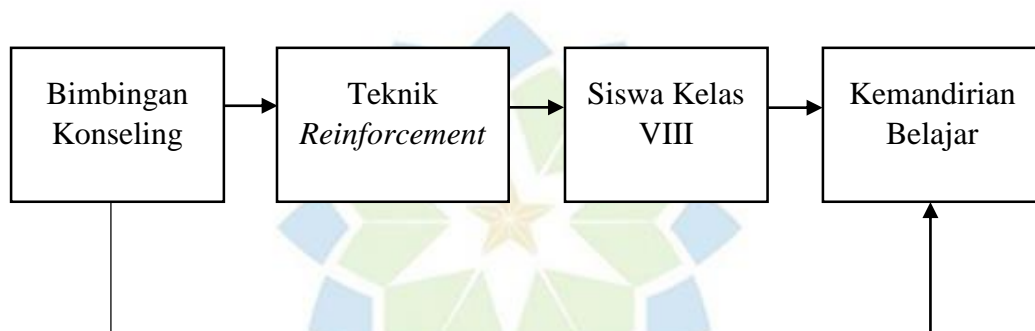 Bimbingan
Konseling
Teknik
Reinforcement
Siswa Kelas
VIII
Kemandirian
Belajar